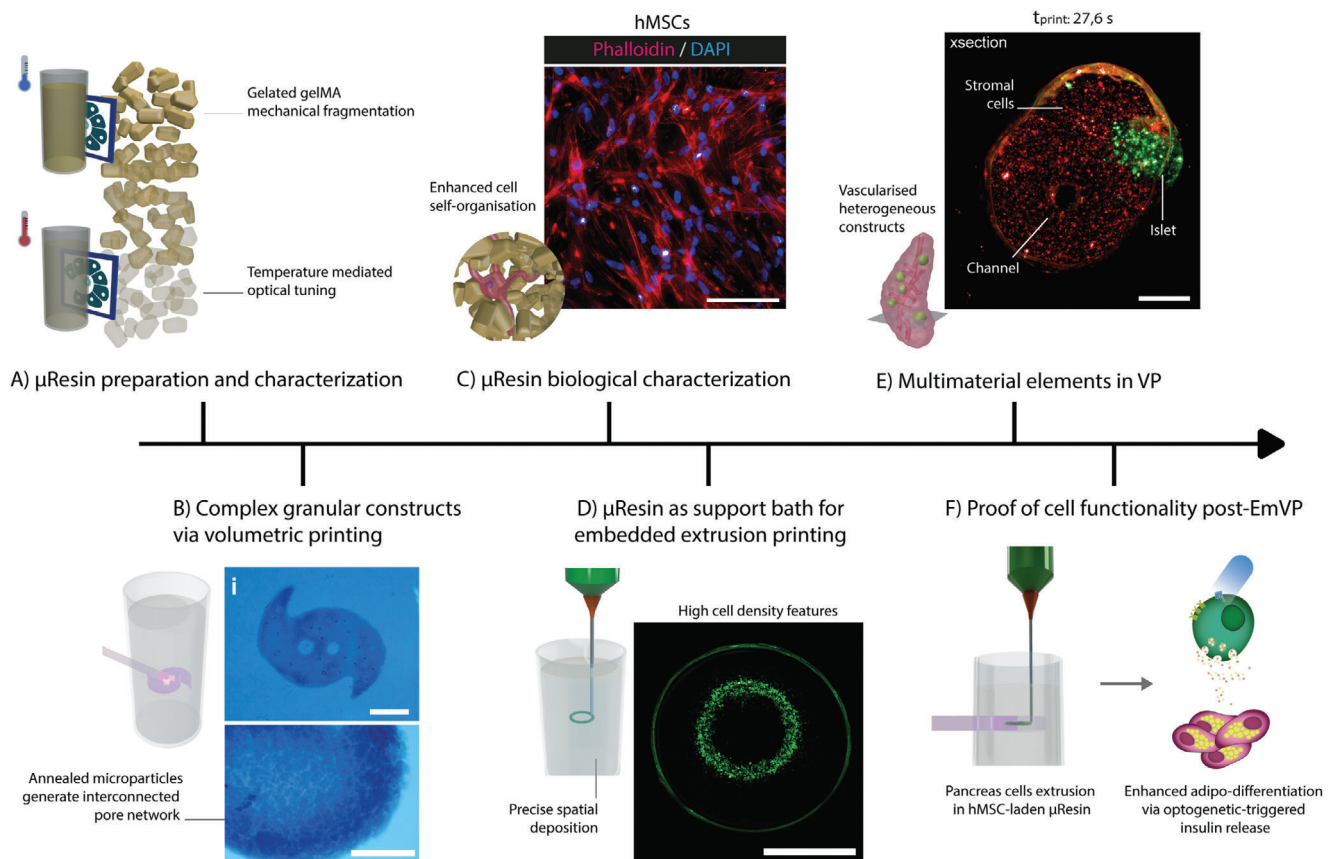 Gelated gelMA
mechanical fragmentation
Temperature mediated
optical tuning
A) µResin preparation and characterization
hMSCs
Phalloidin / DAPI
Enhanced cell
self-organisation
C) µResin biological characterization
tprint: 27,6 s
xsection
Stromal
cells
Vascularised
heterogeneous
constructs
Islet
Channel
E) Multimaterial elements in VP
B) Complex granular constructs
via volumetric printing
i
Annealed microparticles
generate interconnected
pore network
D) µResin as support bath for
embedded extrusion printing
High cell density features
Precise spatial
deposition
F) Proof of cell functionality post-EmVP
Pancreas cells extrusion
in hMSC-laden µResin
Enhanced adipo-differentiation
via optogenetic-triggered
insulin release